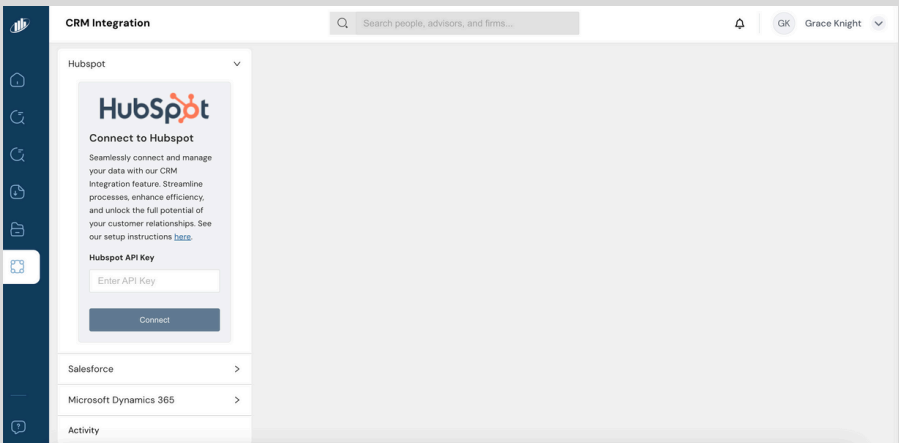 CRM Integration
Search people, advisors, and firms...
GK
Grace Knight
Hubspot
HubSpot
Connect to Hubspot
Seamlessly connect and manage
your data with our CRM
Integration feature. Streamline
processes, enhance efficiency,
and unlock the full potential of
your customer relationships. See
our setup instructions here.
Hubspot API Key
Enter API Key
Connect
Salesforce
Microsoft Dynamics 365
Activity